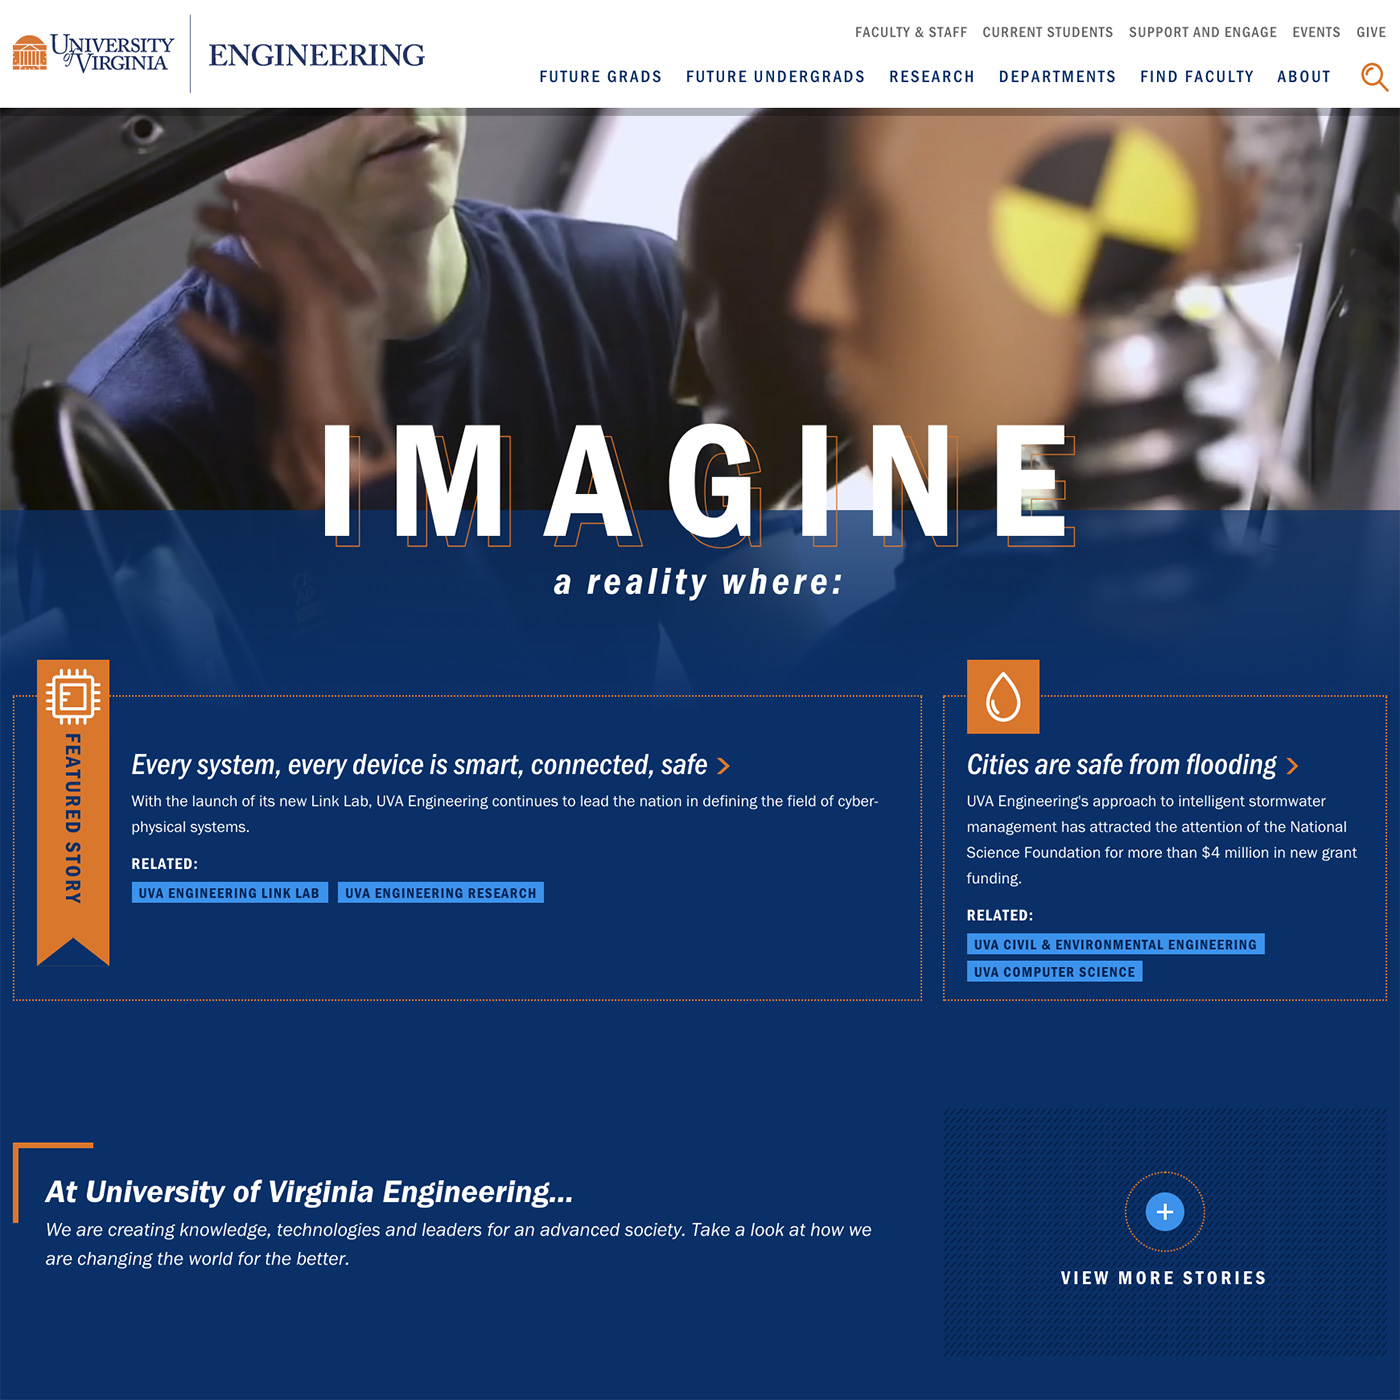 UNIVERSITY
of VIRGINIA
ENGINEERING
FACULTY & STAFF CURRENT STUDENTS SUPPORT AND ENGAGE EVENTS GIVE
FUTURE GRADS FUTURE UNDERGRADS RESEARCH DEPARTMENTS FIND FACULTY ABOUT
IMAGINE
a reality where:
FEATURED STORY
Every system, every device is smart, connected, safe
With the launch of its new Link Lab, UVA Engineering continues to lead the nation in defining the field of cyber-
physical systems.
RELATED:
UVA ENGINEERING LINK LAB UVA ENGINEERING RESEARCH
Cities are safe from flooding
UVA Engineering's approach to intelligent stormwater
management has attracted the attention of the National
Science Foundation for more than $4 million in new grant
funding.
RELATED:
UVA CIVIL & ENVIRONMENTAL ENGINEERING
UVA COMPUTER SCIENCE
At University of Virginia Engineering...
We are creating knowledge, technologies and leaders for an advanced society. Take a look at how we
are changing the world for the better.
VIEW MORE STORIES